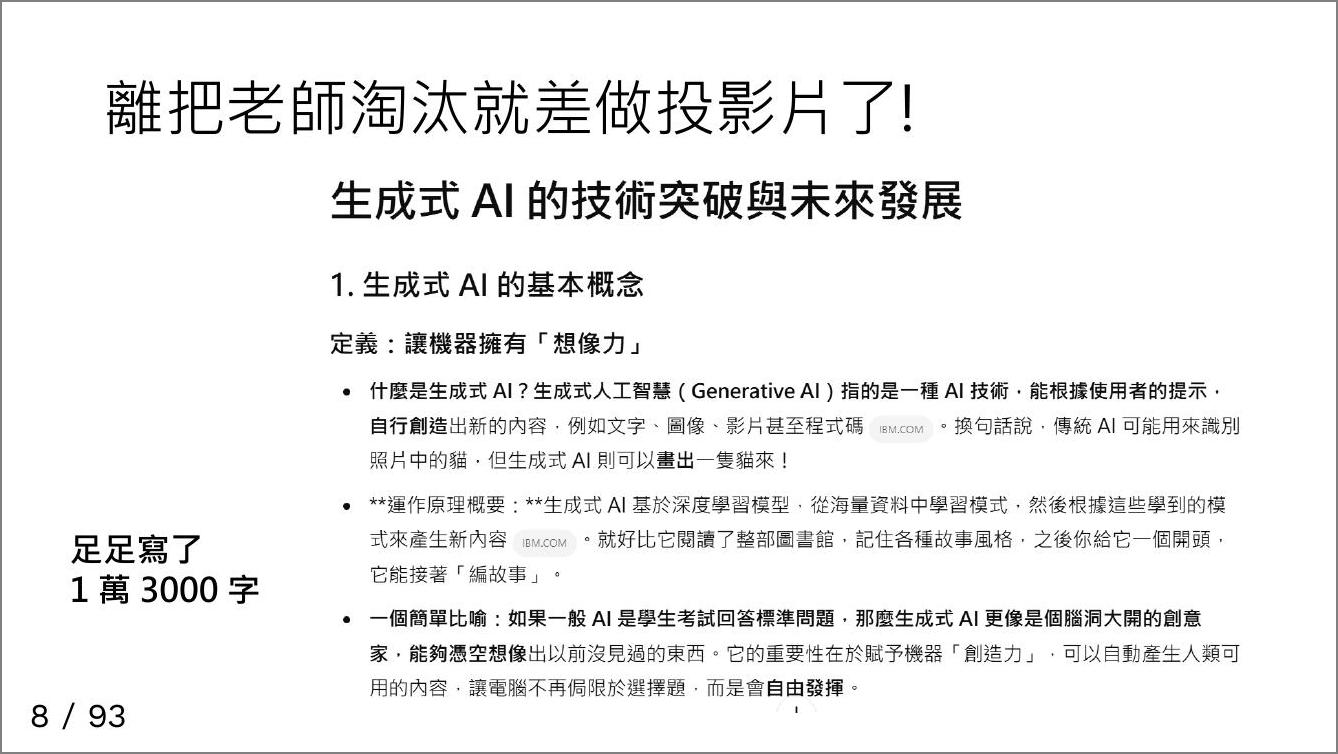 離把老師淘汰就差做投影片了!
生成式 AI 的技術突破與未來發展
1. 生成式 AI 的基本概念
定義：讓機器擁有「想像力」
• 什麼是生成式 AI？生成式人工智慧（Generative AI）指的是一種 AI 技術，能根據使用者的提示，
自行創造出新的內容，例如文字、圖像、影片甚至程式碼 IBM.COM 。換句話說，傳統 AI 可能用來識別
照片中的貓，但生成式 AI 則可以畫出一隻貓來！
• **運作原理概要：**生成式 AI 基於深度學習模型，從海量資料中學習模式，然後根據這些學到的模
式來產生新內容 IBM.COM 。就好比它閱讀了整部圖書館，記住各種故事風格，之後你給它一個開頭，
它能接著「編故事」。
• 一個簡單比喻：如果一般 AI 是學生考試回答標準問題，那麼生成式 AI 更像是個腦洞大開的創意
家，能夠憑空想像出以前沒見過的東西。它的重要性在於賦予機器「創造力」，可以自動產生人類可
用的內容，讓電腦不再侷限於選擇題，而是會自由發揮。
足足寫了
1 萬 3000 字
8 / 93